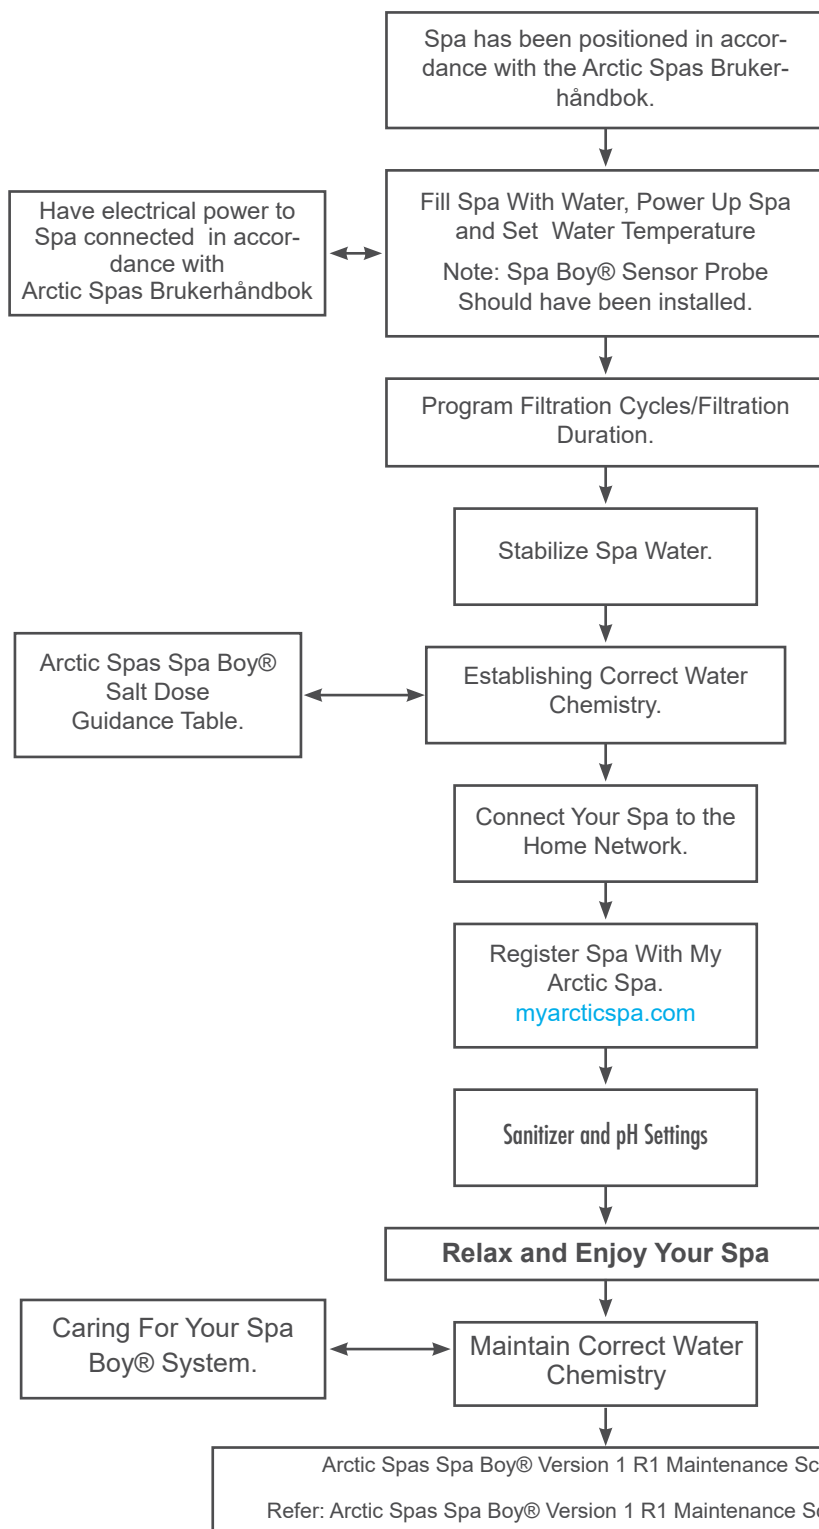 Spa has been positioned in accor-
dance with the Arctic Spas Bruker-
håndbok.
Have electrical power to
Spa connected in accor-
dance with
Arctic Spas Brukerhåndbok
Fill Spa With Water, Power Up Spa
and Set Water Temperature
Note: Spa Boy® Sensor Probe
Should have been installed.
Program Filtration Cycles/Filtration
Duration.
Stabilize Spa Water.
Arctic Spas Spa Boy®
Salt Dose
Guidance Table.
Establishing Correct Water
Chemistry.
Connect Your Spa to the
Home Network.
Register Spa With My
Arctic Spa.
myarcticspa.com
Sanitizer and pH Settings
Relax and Enjoy Your Spa
Caring For Your Spa
Boy® System.
Maintain Correct Water
Chemistry
Arctic Spas Spa Boy® Version 1 R1 Maintenance
Refer: Arctic Spas Spa Boy® Version 1 R1 Maintenance